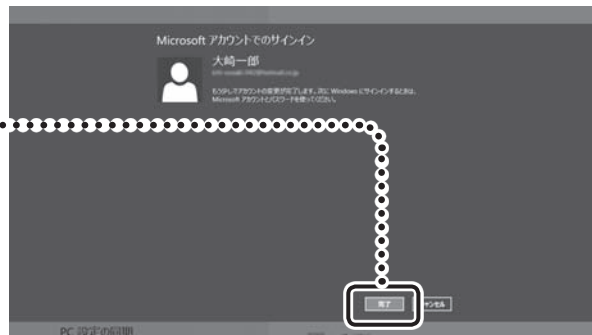 Microsoft アカウントでのサインイン
大崎一郎
もう少しでアカウントの変更が完了します。次に Windows にサインインするときは、
Microsoft アカウントとパスワードを使ってください。
完了
キャンセル
PC 設定の同期